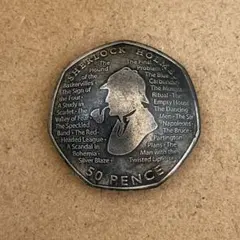 SHERLOCK HOLMES
The
Hound
of the
Baskervilles -
The Sign of
the Four -
A Study in
Scarlet - The
Valley of Fear
The Speckled
Band - The Red-
Headed League -
A Scandal in
Bohemia -
Silver Blaze -
The Final
Problem -
The Blue
Carbuncle -
The Musgrave
Ritual - The
Empty House
The Dancing
Men - The Six
Napoleons -
The Bruce-
Partington
Plans - The
Man with the
Twisted Lip
50 PENCE